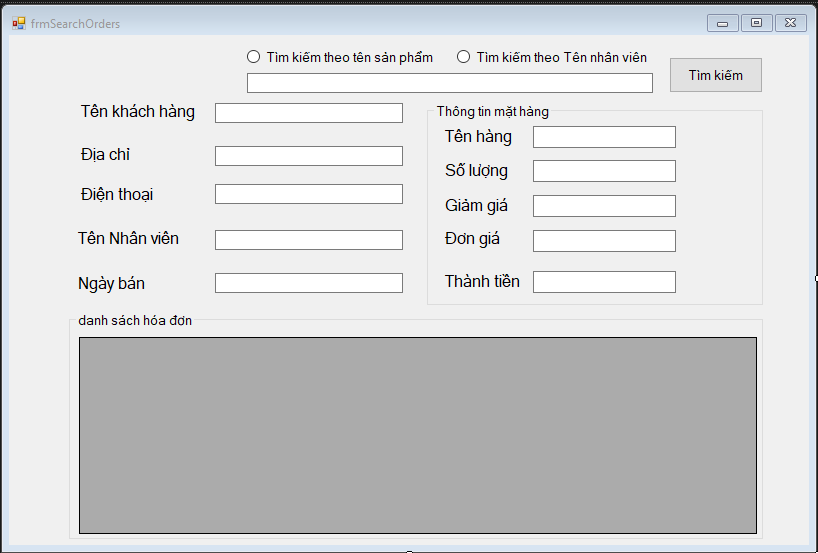 frmSearchOrders
Tìm kiếm theo tên sản phẩm
Tìm kiếm theo Tên nhân viên
Tìm kiếm
Tên khách hàng
Địa chỉ
Điện thoại
Tên Nhân viên
Ngày bán
Thông tin mặt hàng
Tên hàng
Số lượng
Giảm giá
Đơn giá
Thành tiền
danh sách hóa đơn